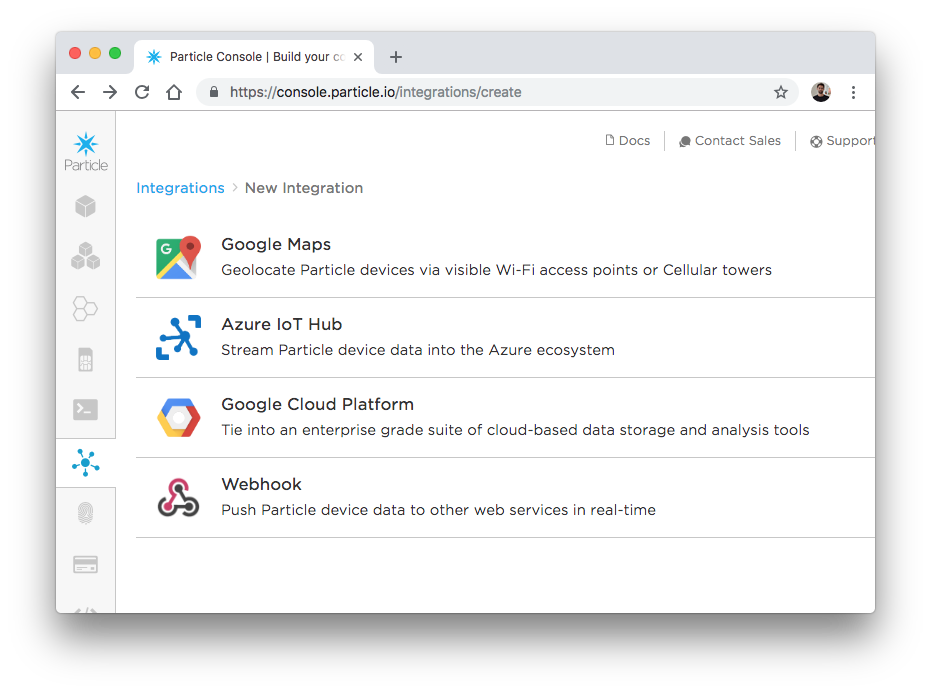 Particle Console | Build your co
https://console.particle.io/integrations/create
Particle
Docs
Contact Sales
Support
Integrations > New Integration
G
Google Maps
Geolocate Particle devices via visible Wi-Fi access points or Cellular towers
Azure IoT Hub
Stream Particle device data into the Azure ecosystem
Google Cloud Platform
Tie into an enterprise grade suite of cloud-based data storage and analysis tools
Webhook
Push Particle device data to other web services in real-time